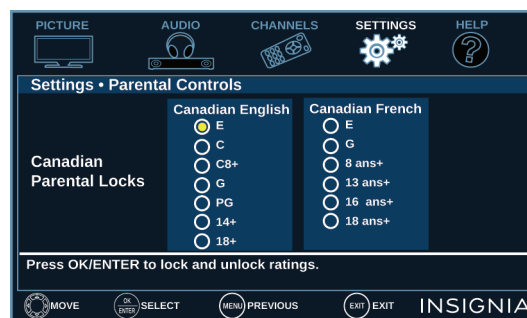 PICTURE AUDIO CHANNELS SETTINGS HELP
Settings • Parental Controls
Canadian Parental Locks
Canadian English
E
C
C8+
G
PG
14+
18+
Canadian French
E
G
8 ans+
13 ans+
16 ans+
18 ans+
Press OK/ENTER to lock and unlock ratings.
MOVE OK ENTER SELECT MENU PREVIOUS EXIT EXIT INSIGNIA